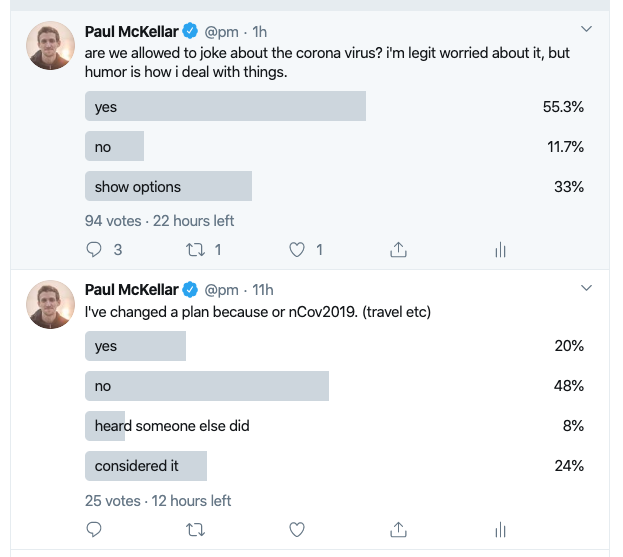 Paul McKellar @pm · 1h
are we allowed to joke about the corona virus? i'm legit worried about it, but
humor is how i deal with things.
yes 55.3%
no 11.7%
show options 33%
94 votes · 22 hours left
3 1 1
Paul McKellar @pm · 11h
I've changed a plan because or nCov2019. (travel etc)
yes 20%
no 48%
heard someone else did 8%
considered it 24%
25 votes · 12 hours left